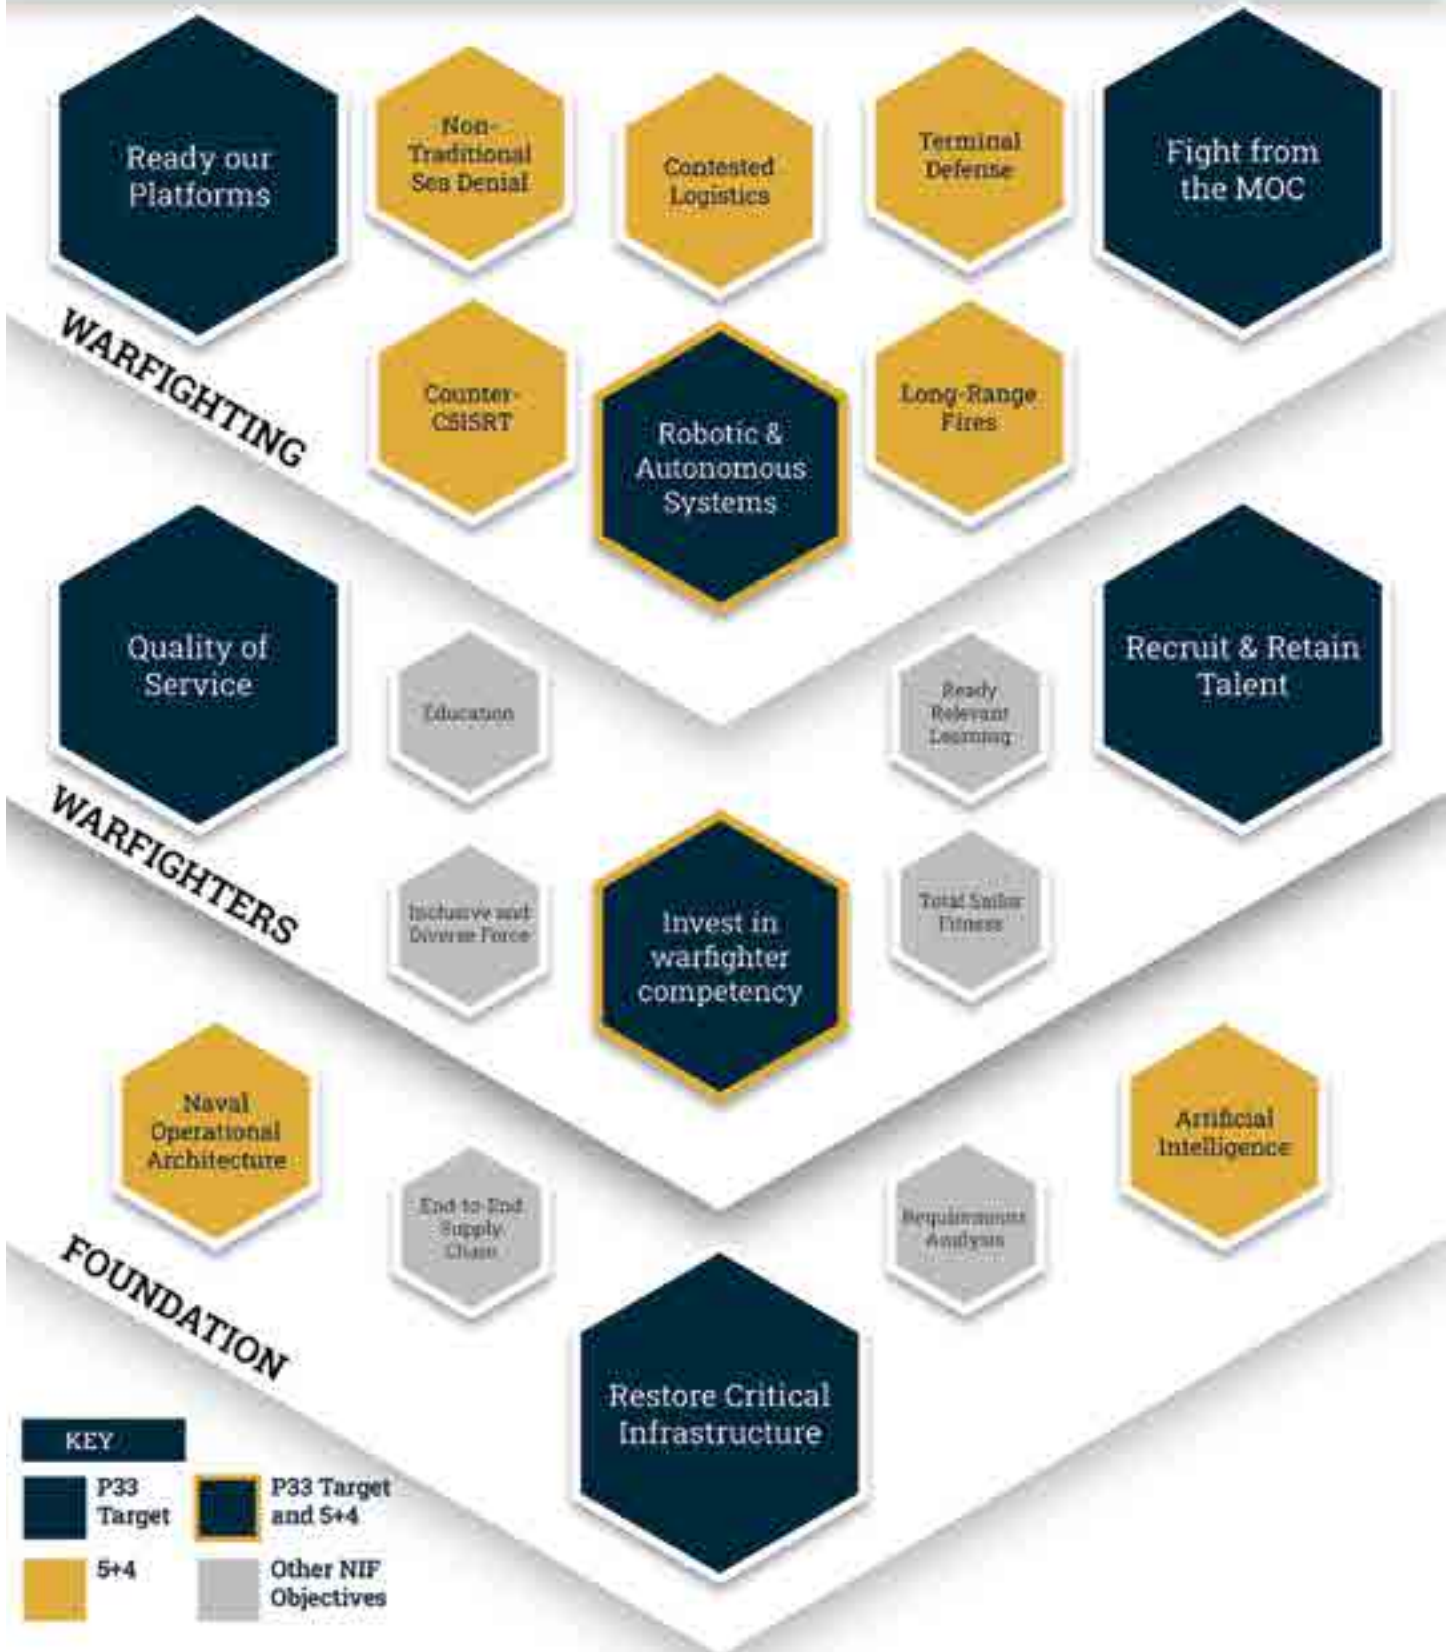 Ready our
Platforms
Non-
Traditional
Sea Denial
Contested
Logistics
Terminal
Defense
Fight from
the MOC
WARFIGHTING
Counter-
C5ISRT
Robotic &
Autonomous
Systems
Long-Range
Fires
Quality of
Service
Education
Ready
Relevant
Learning
Recruit & Retain
Talent
WARFIGHTERS
Inclusive and
Diverse Force
Invest in
warfighter
competency
Total Sailor
Fitness
Naval
Operational
Architecture
End-to-End
Supply
Chain
Requirements
Analysis
Artificial
Intelligence
FOUNDATION
Restore Critical
Infrastructure
KEY
P33
Target
P33 Target
and 5+4
5+4
Other NIF
Objectives